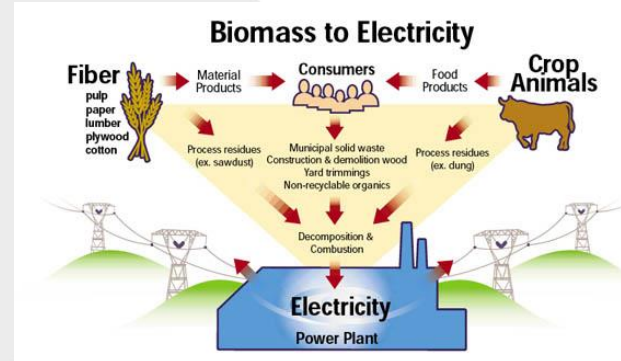 Biomass to Electricity
Fiber
pulp
paper
lumber
plywood
cotton
Material
Products
Consumers
Food
Products
Crop
Animals
Process residues
(ex. sawdust)
Municipal solid waste
Construction & demolition wood
Yard trimmings
Non-recyclable organics
Process residues
(ex. dung)
Decomposition &
Combustion
Electricity
Power Plant